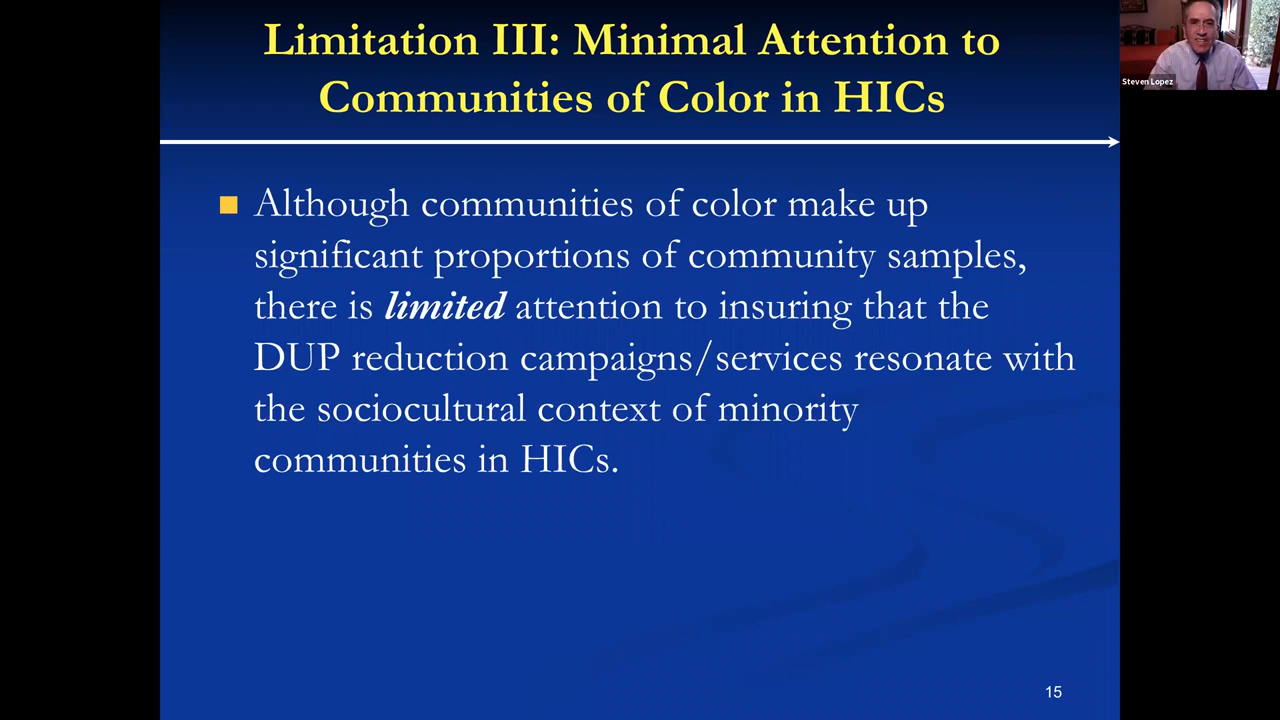 Limitation III: Minimal Attention to
Communities of Color in HICs
Steven Lopez
Although communities of color make up
significant proportions of community samples,
there is limited attention to insuring that the
DUP reduction campaigns/services resonate with
the sociocultural context of minority
communities in HICs.
15